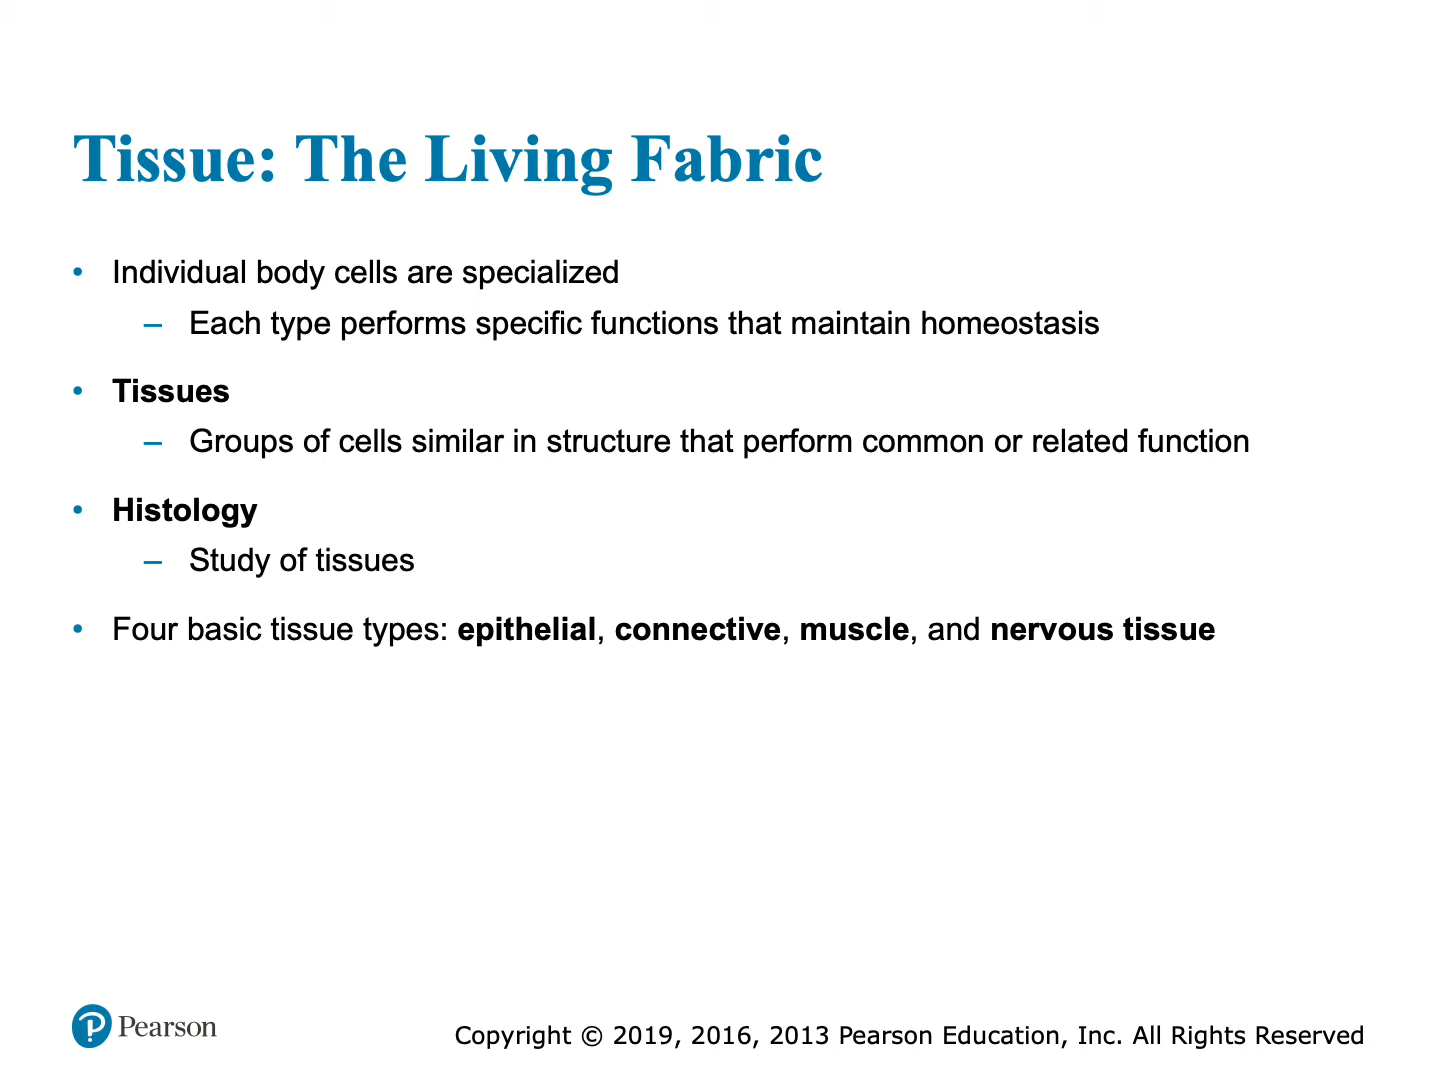 Tissue: The Living Fabric
• Individual body cells are specialized
– Each type performs specific functions that maintain homeostasis
• Tissues
– Groups of cells similar in structure that perform common or related function
• Histology
– Study of tissues
• Four basic tissue types: epithelial, connective, muscle, and nervous tissue
Pearson
Copyright © 2019, 2016, 2013 Pearson Education, Inc. All Rights Reserved